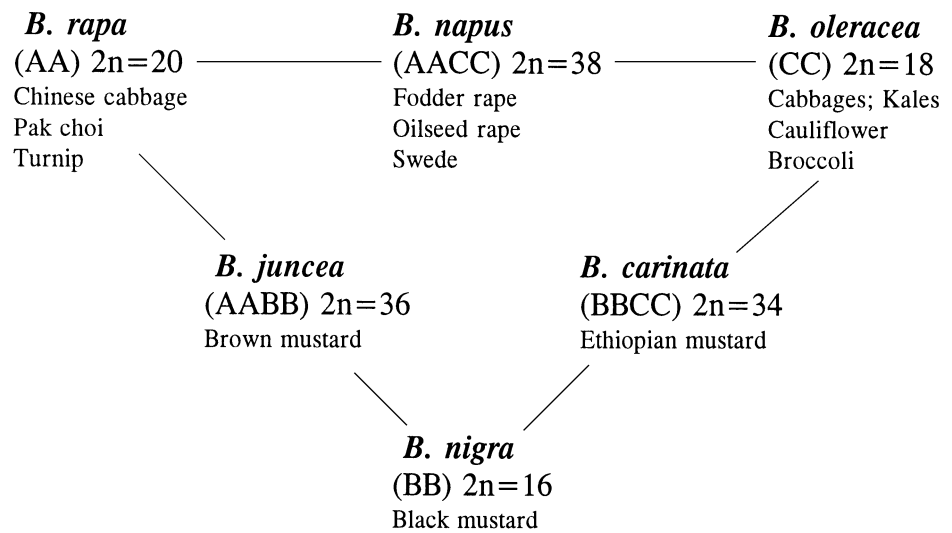 B. rapa
(AA) 2n=20
Chinese cabbage
Pak choi
Turnip
B. napus
(AACC) 2n=38
Fodder rape
Oilseed rape
Swede
B. oleracea
(CC) 2n=18
Cabbages; Kales
Cauliflower
Broccoli
B. juncea
(AABB) 2n=36
Brown mustard
B. carinata
(BBCC) 2n=34
Ethiopian mustard
B. nigra
(BB) 2n=16
Black mustard